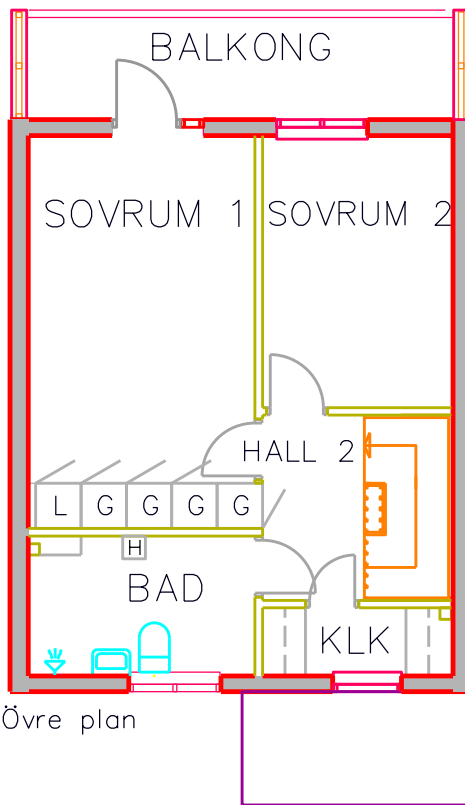 BALKONG
SOVRUM 1 SOVRUM 2
HALL 2
L G G G G
H
BAD
KLK
Övre plan